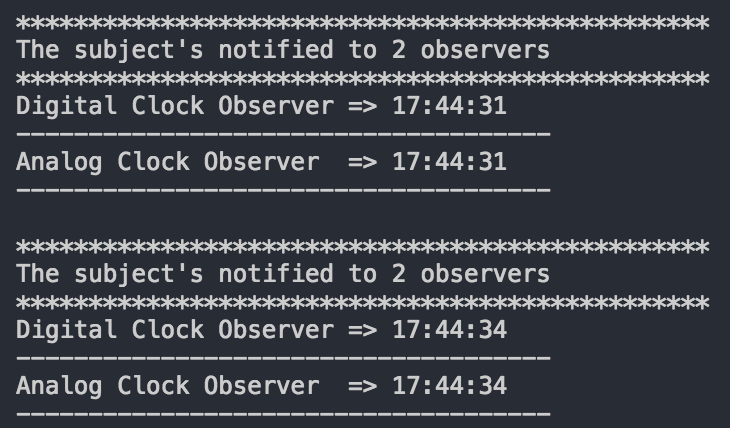 ************************************************
The subject's notified to 2 observers
************************************************
Digital Clock Observer => 17:44:31
-------------------------------------
Analog Clock Observer  => 17:44:31
-------------------------------------
************************************************
The subject's notified to 2 observers
************************************************
Digital Clock Observer => 17:44:34
-------------------------------------
Analog Clock Observer  => 17:44:34
-------------------------------------